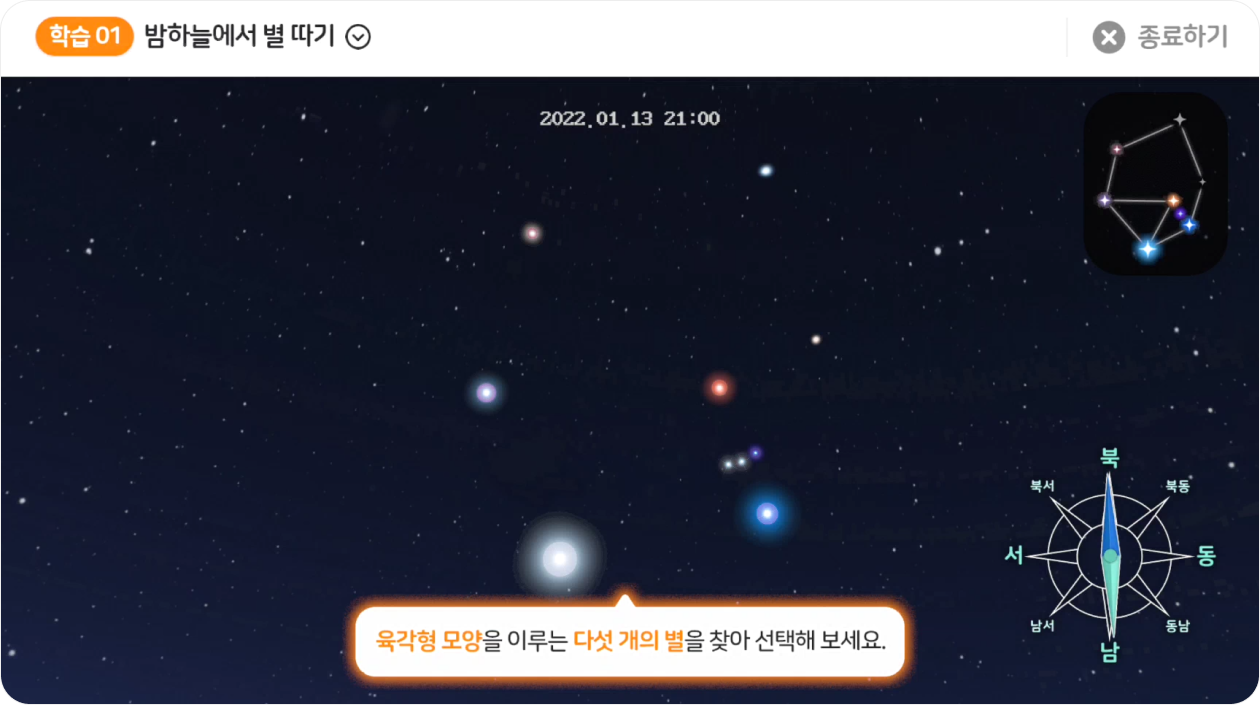 학습 01 밤하늘에서 별 따기
종료하기
2022.01.13 21:00
북
북서
북동
서
동
남서
동남
남
육각형 모양을 이루는 다섯 개의 별을 찾아 선택해 보세요.